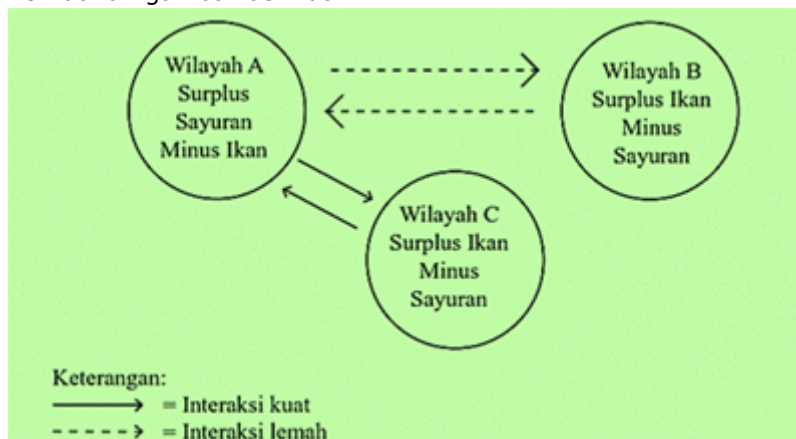 Wilayah A
Surplus
Sayuran
Minus Ikan
Wilayah B
Surplus Ikan
Minus
Sayuran
Wilayah C
Surplus Ikan
Minus
Sayuran
Keterangan:
= Interaksi kuat
= Interaksi lemah